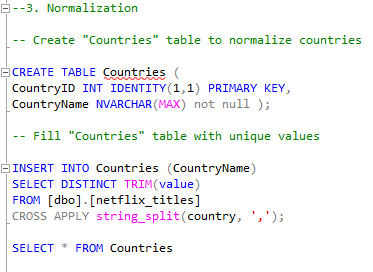 --3. Normalization
-- Create "Countries" table to normalize countries
CREATE TABLE Countries (
CountryID INT IDENTITY(1,1) PRIMARY KEY,
CountryName NVARCHAR(MAX) not null );
-- Fill "Countries" table with unique values
INSERT INTO Countries (CountryName)
SELECT DISTINCT TRIM(value)
FROM [dbo].[netflix_titles]
CROSS APPLY string_split(country, ',');
SELECT * FROM Countries